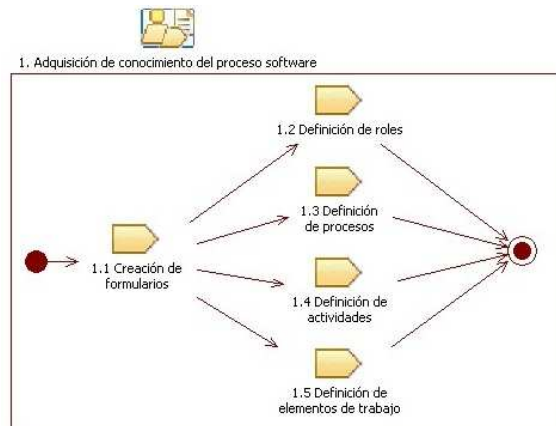 1. Adquisición de conocimiento del proceso software
1.2 Definición de roles
1.3 Definición
de procesos
1.1 Creación de
formularios
1.4 Definición de
actividades
1.5 Definición de
elementos de trabajo